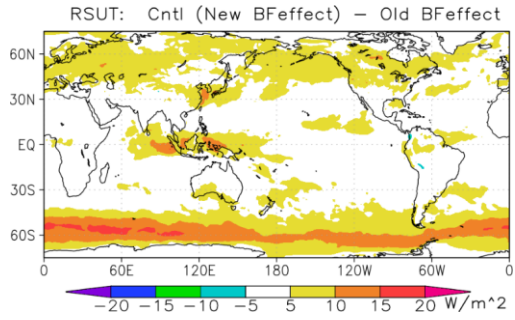 RSUT: Cntl (New BFeffect) — Old BFeffect
60N
30N
EQ
30S
60S
0 60E 120E 180 120W 60W 0
−20 −15 −10 −5 5 10 15 20 W/m^2